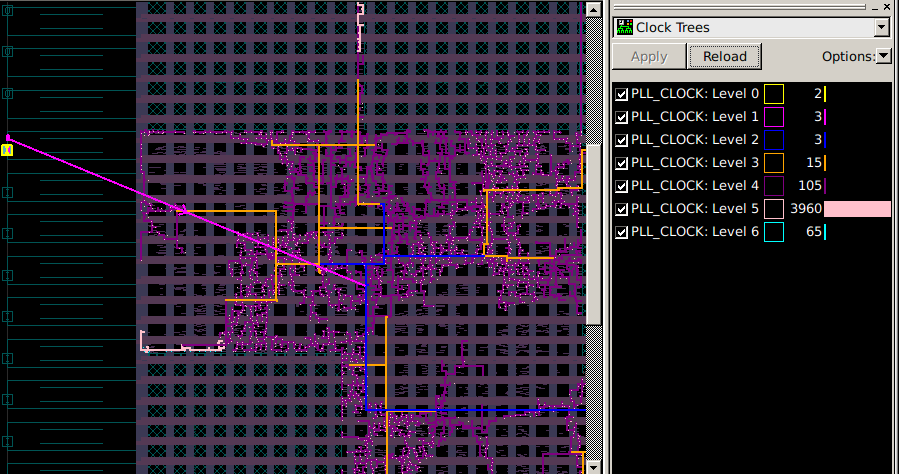 Clock Trees
Apply Reload Options:
PLL_CLOCK: Level 0 2
PLL_CLOCK: Level 1 3
PLL_CLOCK: Level 2 3
PLL_CLOCK: Level 3 15
PLL_CLOCK: Level 4 105
PLL_CLOCK: Level 5 3960
PLL_CLOCK: Level 6 65